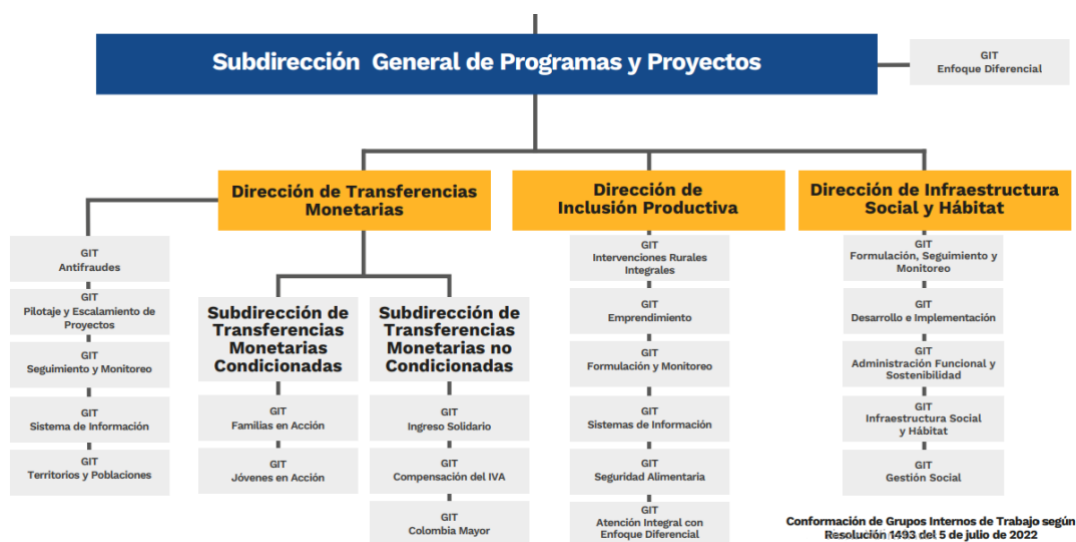 Subdirección General de Programas y Proyectos
GIT
Enfoque Diferencial
Dirección de Transferencias
Monetarias
Dirección de
Inclusión Productiva
Dirección de Infraestructura
Social y Hábitat
GIT
Antifraudes
GIT
Pilotaje y Escalamiento de
Proyectos
GIT
Seguimiento y Monitoreo
GIT
Sistema de Información
GIT
Territorios y Poblaciones
Subdirección de
Transferencias
Monetarias
Condicionadas
GIT
Familias en Acción
GIT
Jóvenes en Acción
Subdirección de
Transferencias
Monetarias no
Condicionadas
GIT
Ingreso Solidario
GIT
Compensación del IVA
GIT
Colombia Mayor
GIT
Intervenciones Rurales
Integrales
GIT
Emprendimiento
GIT
Formulación y Monitoreo
GIT
Sistemas de Información
GIT
Seguridad Alimentaria
GIT
Atención Integral con
Enfoque Diferencial
GIT
Formulación, Seguimiento y
Monitoreo
GIT
Desarrollo e Implementación
GIT
Administración Funcional y
Sostenibilidad
GIT
Infraestructura Social
y Hábitat
GIT
Gestión Social
Conformación de Grupos Internos de Trabajo según
Resolución 1493 del 5 de julio de 2022